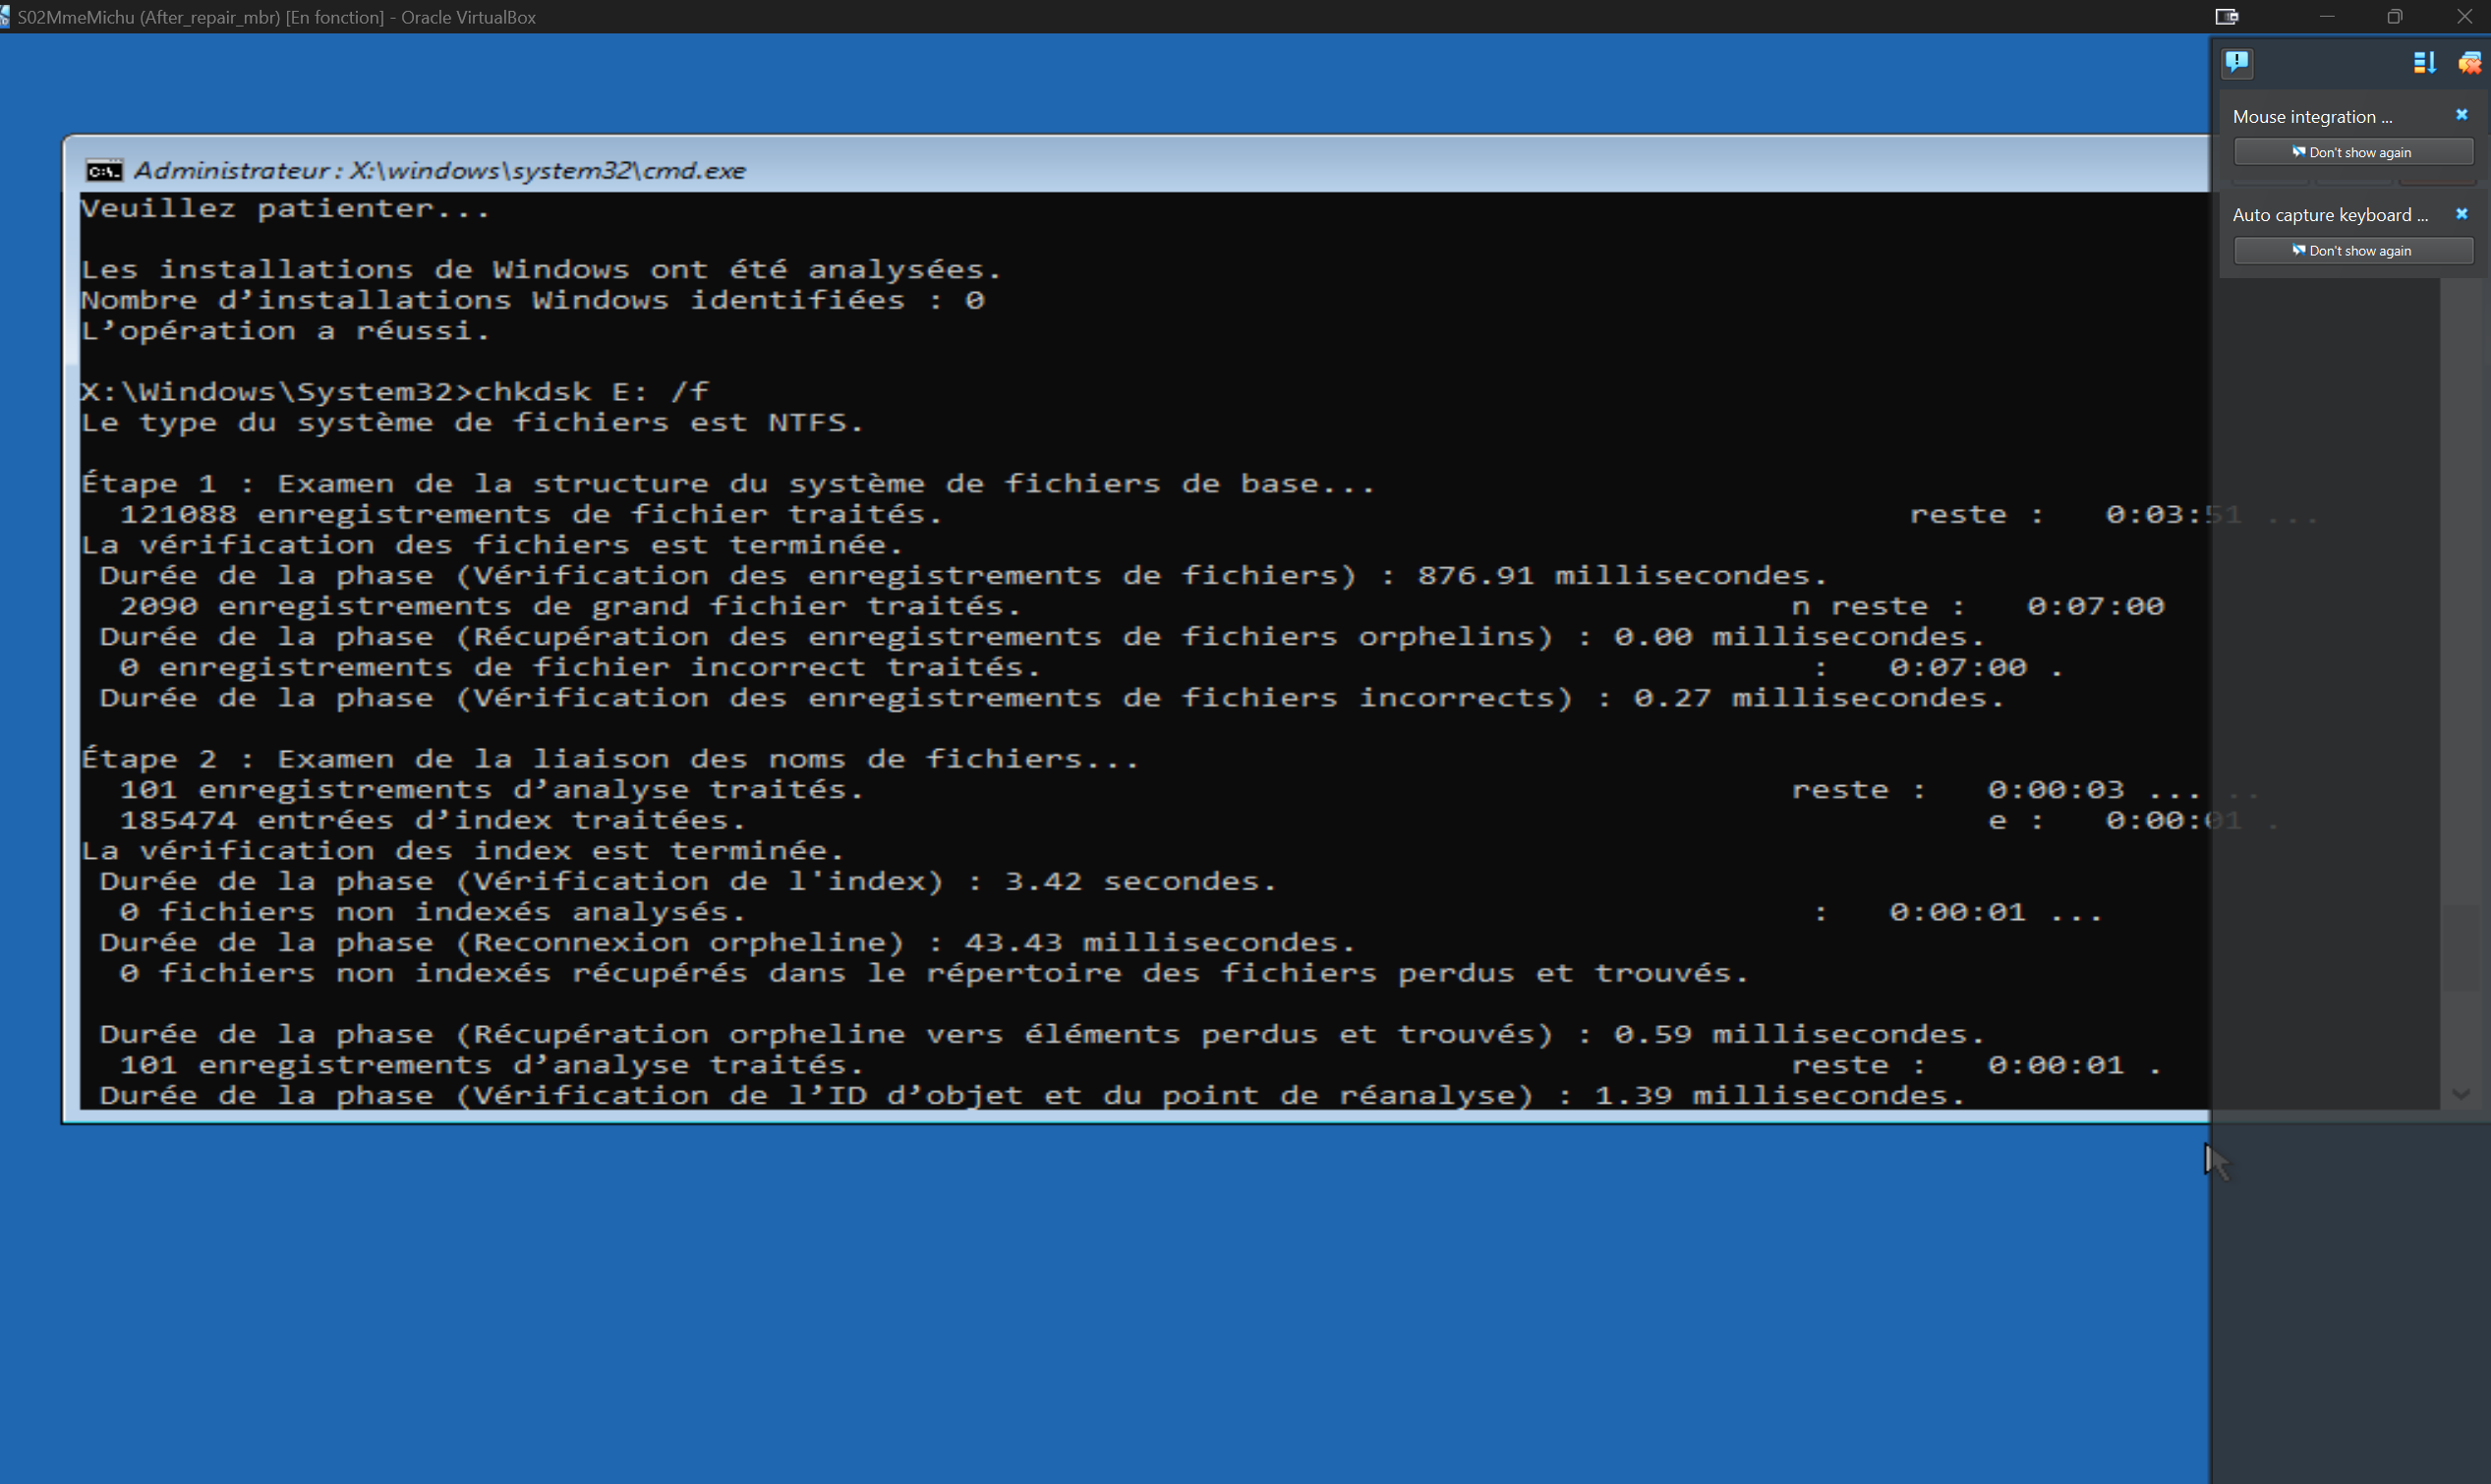 S02MmeMichu (After_repair_mbr) [En fonction] - Oracle VirtualBox
Mouse integration ...
Don't show again
Auto capture keyboard ...
Don't show again
Administrateur : X:\windows\system32\cmd.exe
Veuillez patienter...
Les installations de Windows ont été analysées.
Nombre d’installations Windows identifiées : 0
L’opération a réussi.
X:\Windows\System32>chkdsk E: /f
Le type du système de fichiers est NTFS.
Étape 1 : Examen de la structure du système de fichiers de base...
121088 enregistrements de fichier traités. reste : 0:03:51 ...
La vérification des fichiers est terminée.
Durée de la phase (Vérification des enregistrements de fichiers) : 876.91 millisecondes.
2090 enregistrements de grand fichier traités. n reste : 0:07:00
Durée de la phase (Récupération des enregistrements de fichiers orphelins) : 0.00 millisecondes.
0 enregistrements de fichier incorrect traités. : 0:07:00 .
Durée de la phase (Vérification des enregistrements de fichiers incorrects) : 0.27 millisecondes.
Étape 2 : Examen de la liaison des noms de fichiers...
101 enregistrements d’analyse traités. reste : 0:00:03 ... ..
185474 entrées d’index traitées. e : 0:00:01 .
La vérification des index est terminée.
Durée de la phase (Vérification de l'index) : 3.42 secondes.
0 fichiers non indexés analysés. : 0:00:01 ...
Durée de la phase (Reconnexion orpheline) : 43.43 millisecondes.
0 fichiers non indexés récupérés dans le répertoire des fichiers perdus et trouvés.
Durée de la phase (Récupération orpheline vers éléments perdus et trouvés) : 0.59 millisecondes.
101 enregistrements d’analyse traités. reste : 0:00:01 .
Durée de la phase (Vérification de l’ID d’objet et du point de réanalyse) : 1.39 millisecondes.